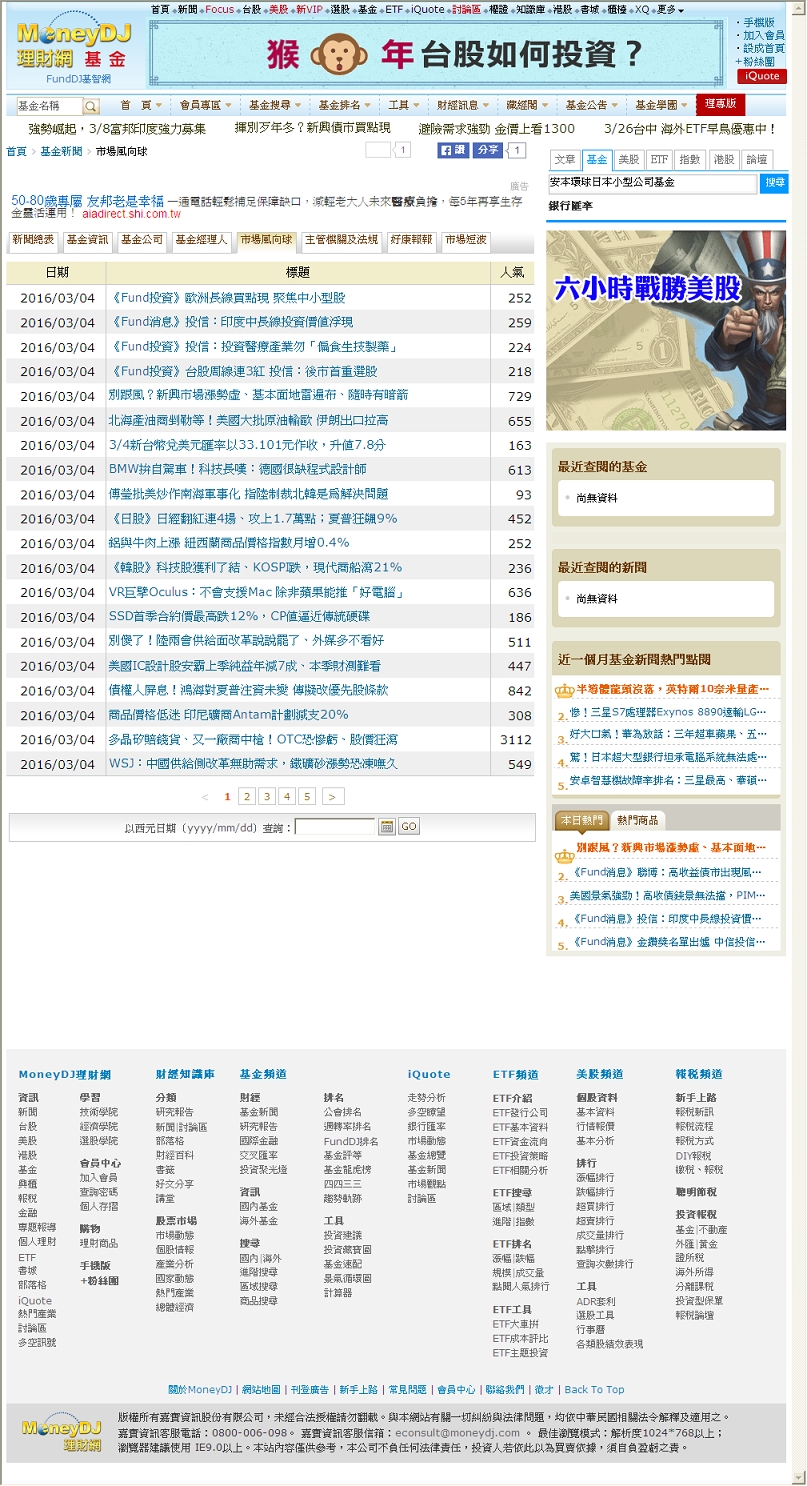 首頁 新聞 Focus 台股 美股 新VIP 選股 基金 ETF iQuote 討論區 權證 知識庫 港股 書城 櫃檯 XQ 更多
MoneyDJ
理財網 基金
FundDJ基智網
猴年台股如何投資？
手機版
加入會員
設成首頁
+粉絲團
iQuote
基金名稱
首 頁 會員專區 基金搜尋 基金排名 工具 財經訊息 藏經閣 基金公告 基金學園 理專版
強勢崛起，3/8富邦印度強力募集 揮別歹年冬？新興債市買點現 避險需求強勁 金價上看1300 3/26台中 海外ETF早鳥優惠中！
首頁 > 基金新聞 > 市場風向球
1 讚 分享 1
文章 基金 美股 ETF 指數 港股 論壇
安本環球日本小型公司基金 搜尋
銀行匯率
廣告
50-80歲專屬 友邦老是幸福 一通電話輕鬆補足保障缺口，減輕老大人未來醫療負擔，每5年再享生存
金靈活運用！ aiadirect.shi.com.tw
新聞總表 基金資訊 基金公司 基金經理人 市場風向球 主管機關及法規 好康報報 市場短波
日期 標題 人氣
2016/03/04 《Fund投資》歐洲長線買點現 聚焦中小型股 252
2016/03/04 《Fund消息》投信：印度中長線投資價值浮現 259
2016/03/04 《Fund投資》投信：投資醫療產業勿「偏食生技製藥」 224
2016/03/04 《Fund投資》台股周線連3紅 投信：後市首重選股 218
2016/03/04 別跟風？新興市場漲勢虛、基本面地雷遍布、隨時有暗箭 729
2016/03/04 北海產油商剉勒等！美國大批原油輸歐 伊朗出口拉高 655
2016/03/04 3/4新台幣兌美元匯率以33.101元作收，升值7.8分 163
2016/03/04 BMW拚自駕車！科技長嘆：德國很缺程式設計師 613
2016/03/04 傅瑩批美炒作南海軍事化 指陸制裁北韓是為解決問題 93
2016/03/04 《日股》日經翻紅連4揚、攻上1.7萬點；夏普狂飆9% 452
2016/03/04 鋁與牛肉上漲 紐西蘭商品價格指數月增0.4% 252
2016/03/04 《韓股》科技股獲利了結、KOSPI跌，現代商船瀉21% 236
2016/03/04 VR巨擘Oculus：不會支援Mac 除非蘋果能推「好電腦」 636
2016/03/04 SSD首季合約價最高跌12%，CP值逼近傳統硬碟 186
2016/03/04 別傻了！陸兩會供給面改革說說罷了、外媒多不看好 511
2016/03/04 美國IC設計股安霸上季純益年減7成、本季財測難看 447
2016/03/04 債權人屏息！鴻海對夏普注資未變 傳擬改優先股條款 842
2016/03/04 商品價格低迷 印尼礦商Antam計劃減支20% 308
2016/03/04 多晶矽賠錢貨、又一廠商中槍！OTC恐慘虧、股價狂瀉 3112
2016/03/04 WSJ：中國供給側改革無助需求，鐵礦砂漲勢恐凍嘸久 549
< 1 2 3 4 5 >
以西元日期（yyyy/mm/dd）查詢： GO
六小時戰勝美股
最近查閱的基金
尚無資料
最近查閱的新聞
尚無資料
近一個月基金新聞熱門點閱
半導體龍頭沒落，英特爾10奈米量產…
2. 慘！三星S7處理器Exynos 8890遠輸LG…
3. 好大口氣！華為放話：三年超車蘋果、五…
4. 驚！日本超大型銀行坦承電腦系統無法處…
5. 安卓智慧機故障率排名：三星最高、華碩…
本日熱門 熱門商品
別跟風？新興市場漲勢虛、基本面地…
2. 《Fund消息》聯博：高收益債市出現風…
3. 美國景氣強勁！高收債錢景無法擋，PIM…
4. 《Fund消息》投信：印度中長線投資價…
5. 《Fund消息》金鑽獎名單出爐 中信投信…
MoneyDJ理財網
資訊
新聞
台股
美股
港股
基金
興櫃
報稅
金融
專題報導
個人理財
ETF
書城
部落格
iQuote
熱門產業
討論區
多空訊號
學習
技術學院
經濟學院
選股學院
會員中心
加入會員
查詢密碼
個人存摺
購物
理財商品
手機版
+粉絲團
財經知識庫
分類
研究報告
新聞|討論區
部落格
財經百科
書籤
好文分享
講堂
股票市場
市場動態
個股情報
產業分析
國家動態
熱門產業
總體經濟
基金頻道
財經
基金新聞
研究報告
國際金融
交叉匯率
投資聚光燈
資訊
國內基金
海外基金
搜尋
國內|海外
進階搜尋
區域搜尋
商品搜尋
排名
公會排名
週轉率排名
FundDJ排名
基金評等
基金龍虎榜
四四三三
趨勢軌跡
工具
投資建議
投資藏寶圖
基金速配
景氣循環圖
計算器
iQuote
走勢分析
多空瞭望
銀行匯率
市場動態
基金總覽
基金新聞
市場觀點
討論區
ETF頻道
ETF介紹
ETF發行公司
ETF基本資料
ETF資金流向
ETF投資策略
ETF相關分析
ETF搜尋
區域|類型
進階|指數
ETF排名
漲幅|跌幅
規模|成交量
點閱人氣排行
ETF工具
ETF大車拚
ETF成本評比
ETF主題投資
美股頻道
個股資料
基本資料
行情報價
基本分析
排行
漲幅排行
跌幅排行
超買排行
超賣排行
成交量排行
點擊排行
查詢次數排行
工具
ADR套利
選股工具
行事曆
各類股績效表現
報稅頻道
新手上路
報稅新訊
報稅流程
報稅方式
DIY報稅
繳稅、報稅
聰明節稅
投資報稅
基金|不動產
外匯|黃金
證所稅
海外所得
分離課稅
投資型保單
報稅論壇
關於MoneyDJ | 網站地圖 | 刊登廣告 | 新手上路 | 常見問題 | 會員中心 | 聯絡我們 | 徵才 | Back To Top
MoneyDJ
理財網
版權所有嘉實資訊股份有限公司，未經合法授權請勿翻載。與本網站有關一切糾紛與法律問題，均依中華民國相關法令解釋及適用之。
嘉實資訊客服電話：0800-006-098。 嘉實資訊客服信箱：econsult@moneydj.com 。 最佳瀏覽模式：解析度1024*768以上；
瀏覽器建議使用 IE9.0以上。本站內容僅供參考，本公司不負任何法律責任，投資人若依此以為買賣依據，須自負盈虧之責。